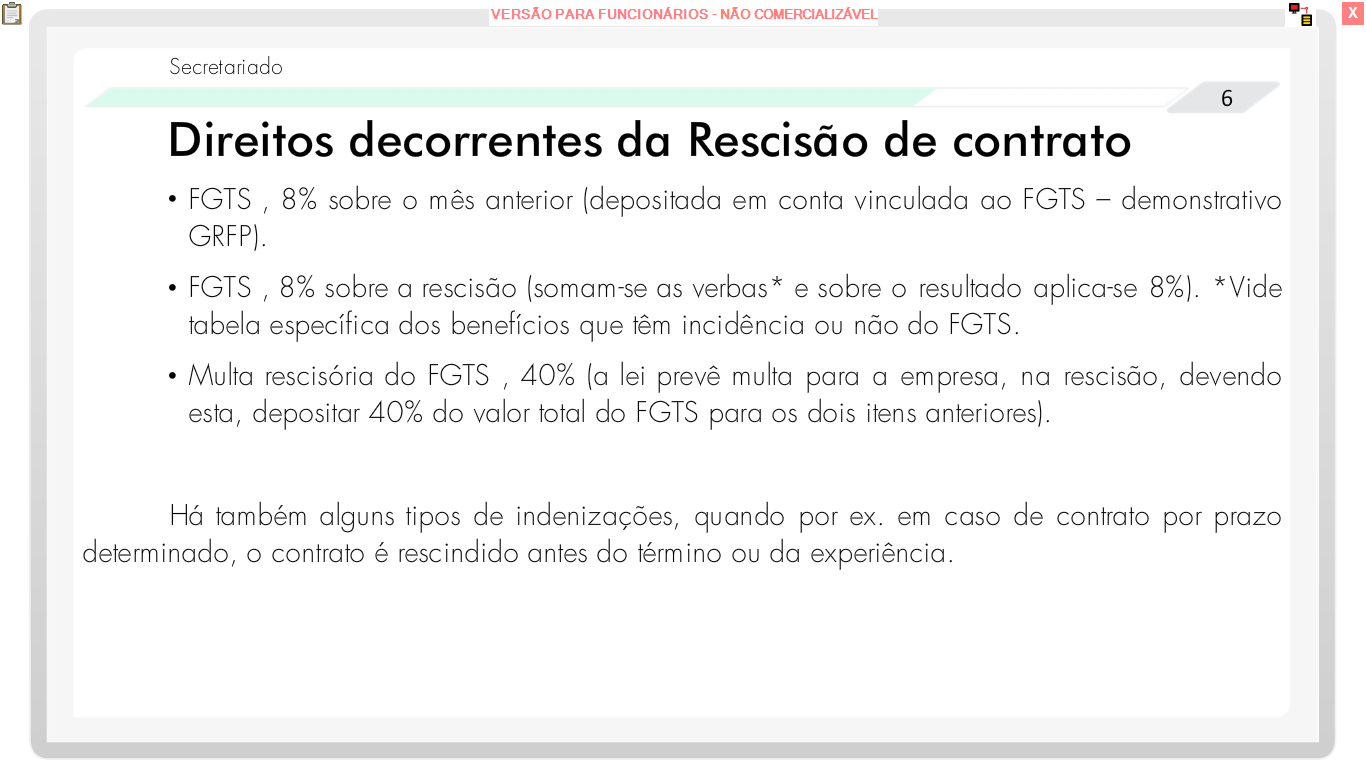 VERSÃO PARA FUNCIONÁRIOS - NÃO COMERCIALIZÁVEL
X
Secretariado
6
Direitos decorrentes da Rescisão de contrato
• FGTS , 8% sobre o mês anterior (depositada em conta vinculada ao FGTS – demonstrativo
GRFP).
• FGTS , 8% sobre a rescisão (somam-se as verbas* e sobre o resultado aplica-se 8%). *Vide
tabela específica dos benefícios que têm incidência ou não do FGTS.
• Multa rescisória do FGTS , 40% (a lei prevê multa para a empresa, na rescisão, devendo
esta, depositar 40% do valor total do FGTS para os dois itens anteriores).
Há também alguns tipos de indenizações, quando por ex. em caso de contrato por prazo
determinado, o contrato é rescindido antes do término ou da experiência.